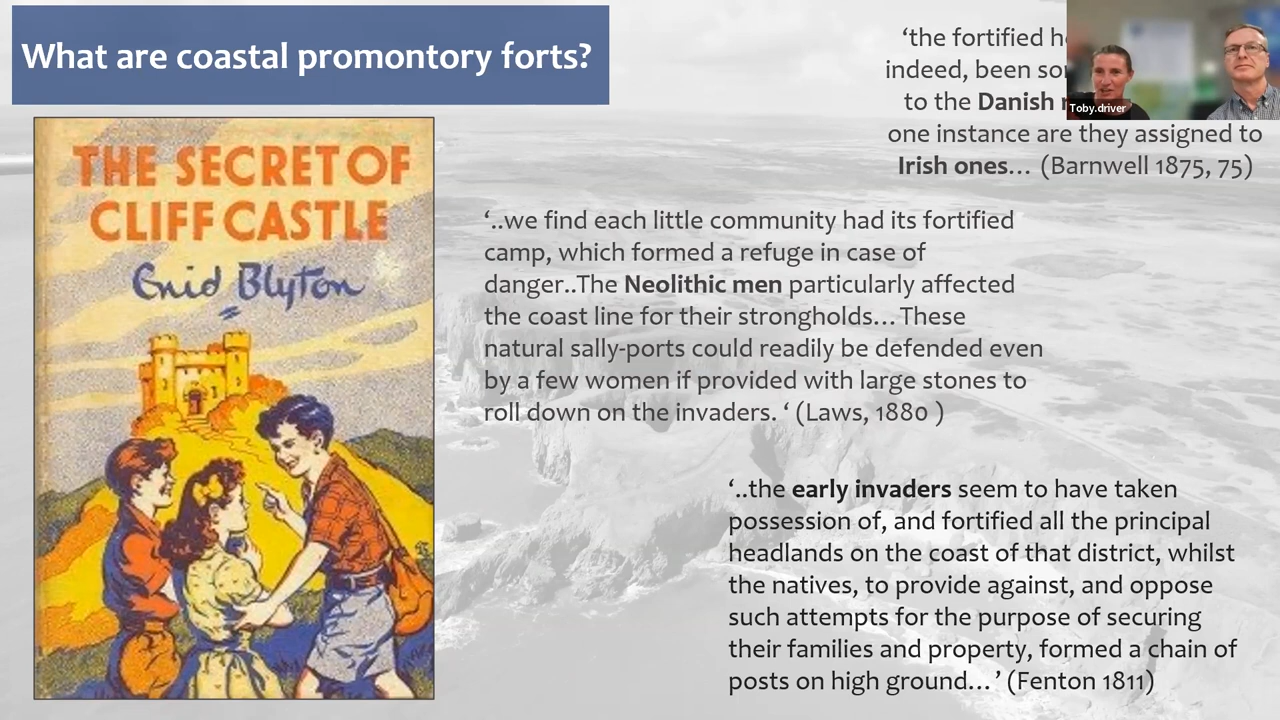 What are coastal promontory forts?
THE SECRET OF
CLIFF CASTLE
Enid Blyton
‘the fortified
indeed, been
to the Danish
Toby.driver
one instance are they assigned to
Irish ones… (Barnwell 1875, 75)
‘..we find each little community had its fortified
camp, which formed a refuge in case of
danger..The Neolithic men particularly affected
the coast line for their strongholds…These
natural sally-ports could readily be defended even
by a few women if provided with large stones to
roll down on the invaders. ‘ (Laws, 1880 )
‘..the early invaders seem to have taken
possession of, and fortified all the principal
headlands on the coast of that district, whilst
the natives, to provide against, and oppose
such attempts for the purpose of securing
their families and property, formed a chain of
posts on high ground…’ (Fenton 1811)